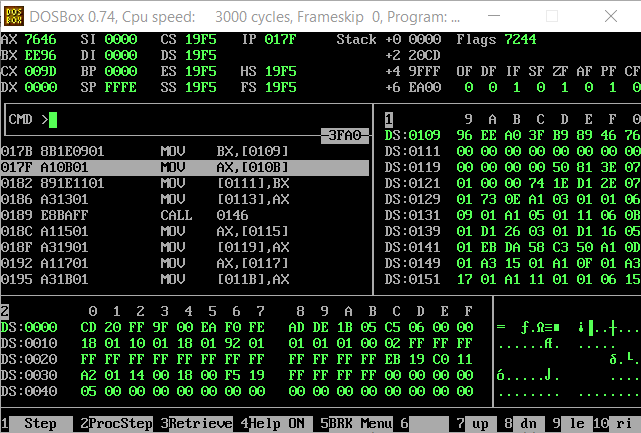 DOSBox 0.74, Cpu speed: 3000 cycles, Frameskip 0, Program: ...
AX 7646 SI 0000 CS 19F5 IP 017F Stack +0 0000 Flags 7244
BX EE96 DI 0000 DS 19F5 +2 20CD
CX 009D BP 0000 ES 19F5 HS 19F5 +4 9FFF OF DF IF SF ZF AF PF CF
DX 0000 SP FFFE SS 19F5 FS 19F5 +6 EA00 0 0 1 0 1 0 1 0
CMD >
3FA0
1 9 A B C D E F 0
DS:0109 96 EE A0 3F B9 89 46 76
017B 8B1E0901 MOV BX,[0109] DS:0111 00 00 00 00 00 00 00 00
017F A10B01 MOV AX,[010B] DS:0119 00 00 00 00 50 81 3E 07
0182 891E1101 MOV [0111],BX DS:0121 01 00 00 74 1E D1 2E 07
0186 A31301 MOV [0113],AX DS:0129 01 73 0E A1 03 01 01 06
0189 E8BAFF CALL 0146 DS:0131 09 01 A1 05 01 11 06 0B
018C A11501 MOV AX,[0115] DS:0139 01 D1 26 03 01 D1 16 05
018F A31901 MOV [0119],AX DS:0141 01 EB DA 58 C3 50 A1 0D
0192 A11701 MOV AX,[0117] DS:0149 01 A3 15 01 A1 0F 01 A3
0195 A31B01 MOV [011B],AX DS:0151 17 01 A1 11 01 01 06 15
2 0 1 2 3 4 5 6 7 8 9 A B C D E F
DS:0000 CD 20 FF 9F 00 EA F0 FE AD DE 1B 05 C5 06 00 00
DS:0010 18 01 10 01 18 01 92 01 01 01 01 00 02 FF FF FF
DS:0020 FF FF FF FF FF FF FF FF FF FF FF FF EB 19 C0 11
DS:0030 A2 01 14 00 18 00 F5 19 FF FF FF FF 00 00 00 00
DS:0040 05 00 00 00 00 00 00 00 00 00 00 00 00 00 00 00
1 Step 2ProcStep 3Retrieve 4Help ON 5BRK Menu 6 7 up 8 dn 9 le 10 ri